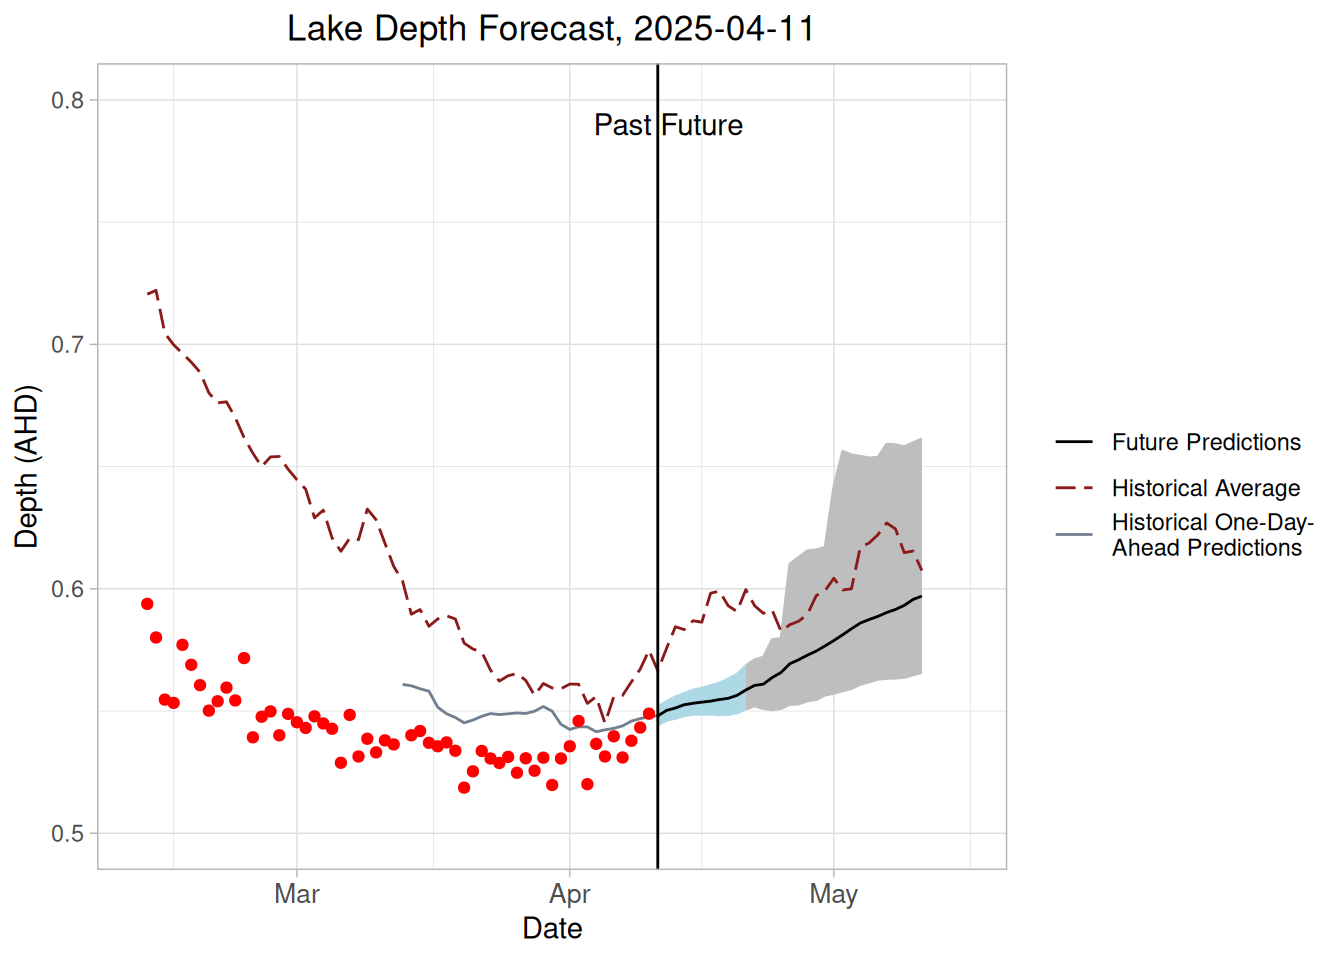 Lake Depth Forecast, 2025-04-11
Past Future
0.8
0.7
0.6
0.5
Depth (AHD)
Mar Apr May
Date
Future Predictions
Historical Average
Historical One-Day-
Ahead Predictions